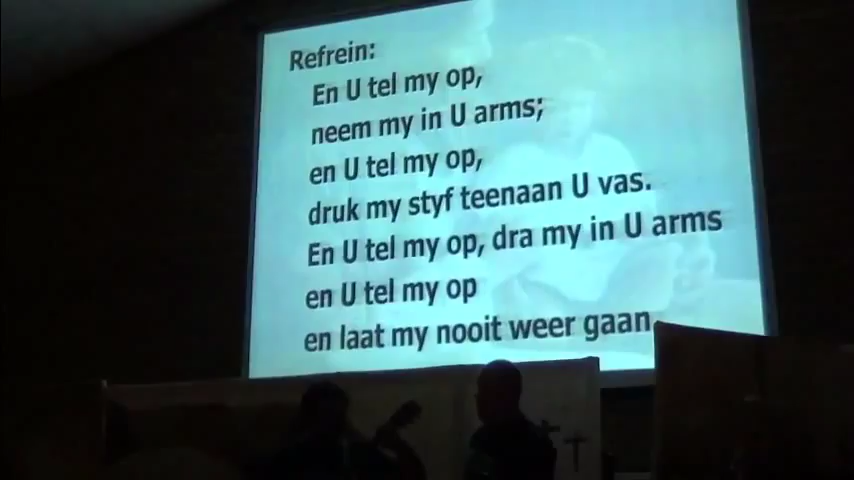 Refrein:
En U tel my op,
neem my in U arms;
en U tel my op,
druk my styf teenaan U vas.
En U tel my op, dra my in U arms
en U tel my op
en laat my nooit weer gaan